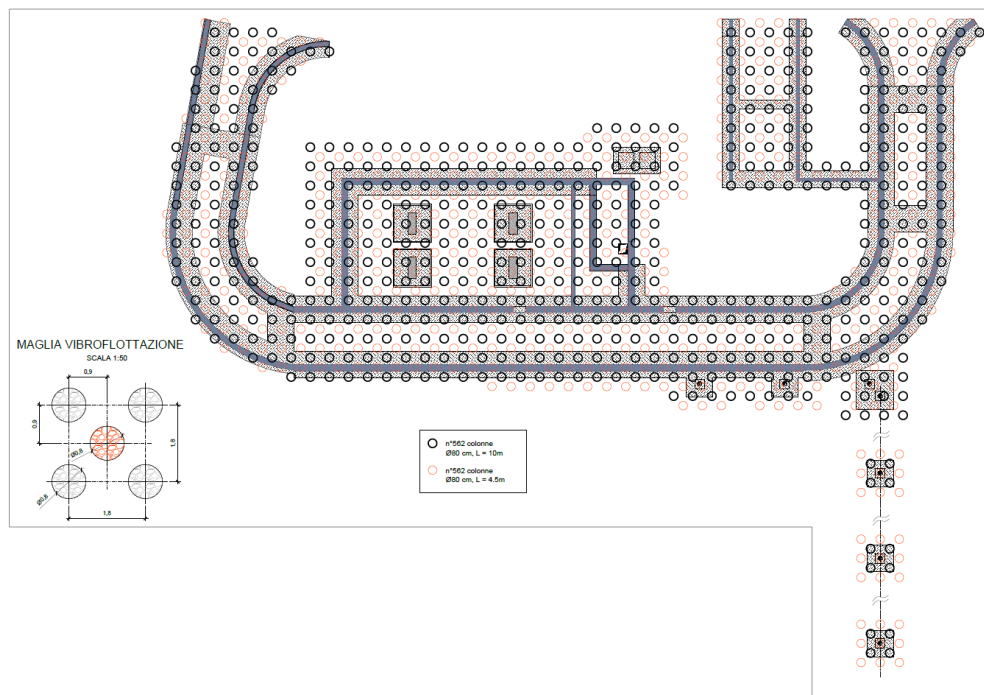 MAGLIA VIBROFLOTTAZIONE
SCALA 1:50
0,9
0,9
1,8
Ø0,8
Ø0,8
1,8
n°562 colonne
Ø80 cm, L = 10m
n°562 colonne
Ø80 cm, L = 4.5m